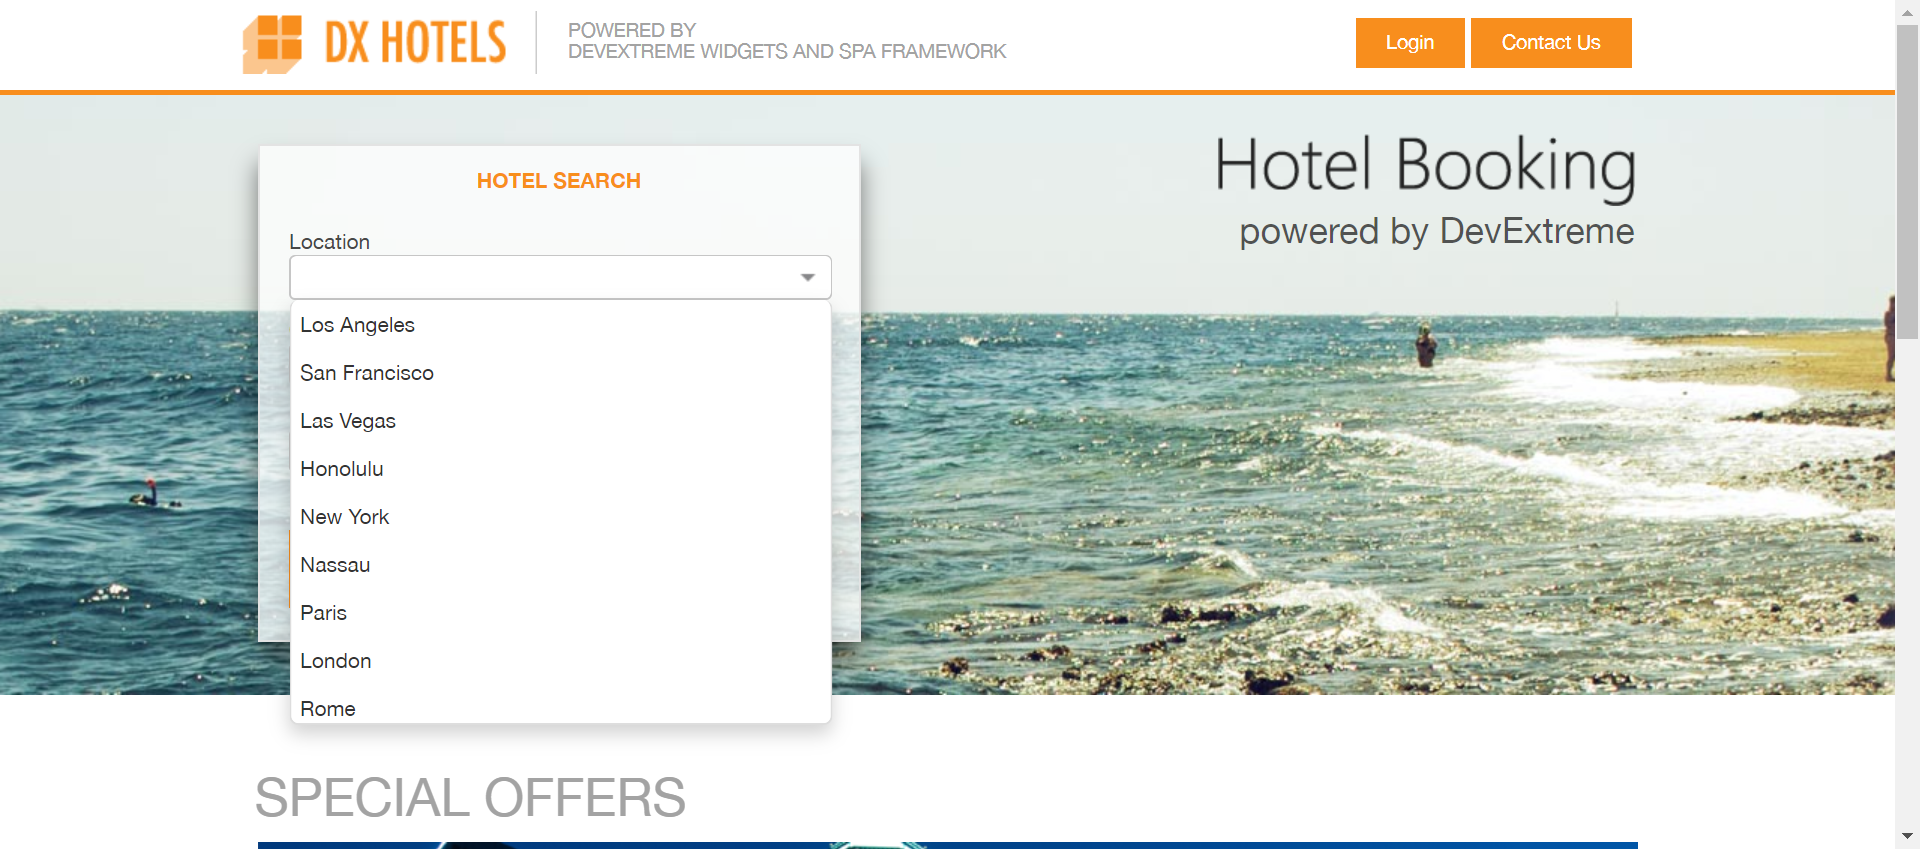 DX HOTELS
POWERED BY
DEVEXTREME WIDGETS AND SPA FRAMEWORK
Login
Contact Us
Hotel Booking
powered by DevExtreme
HOTEL SEARCH
Location
Los Angeles
San Francisco
Las Vegas
Honolulu
New York
Nassau
Paris
London
Rome
SPECIAL OFFERS